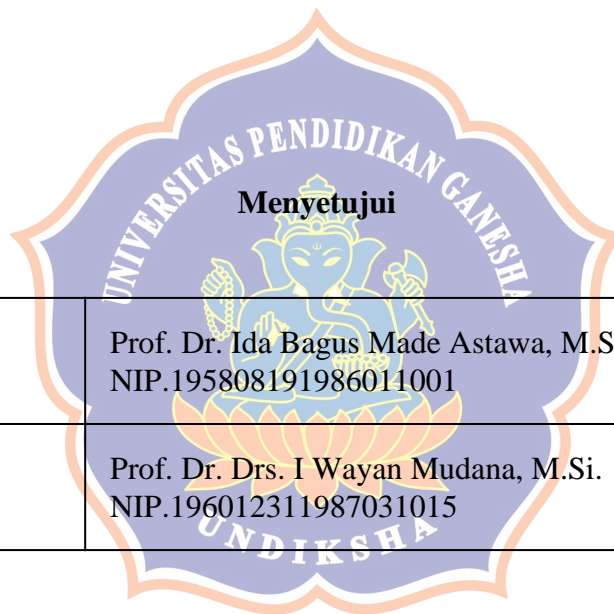 UNIVERSITAS PENDIDIKAN GANESHA
Menyetujui
Prof. Dr. Ida Bagus Made Astawa, M.S
NIP.195808191986011001
Prof. Dr. Drs. I Wayan Mudana, M.Si.
NIP.196012311987031015
UNDIKSHA